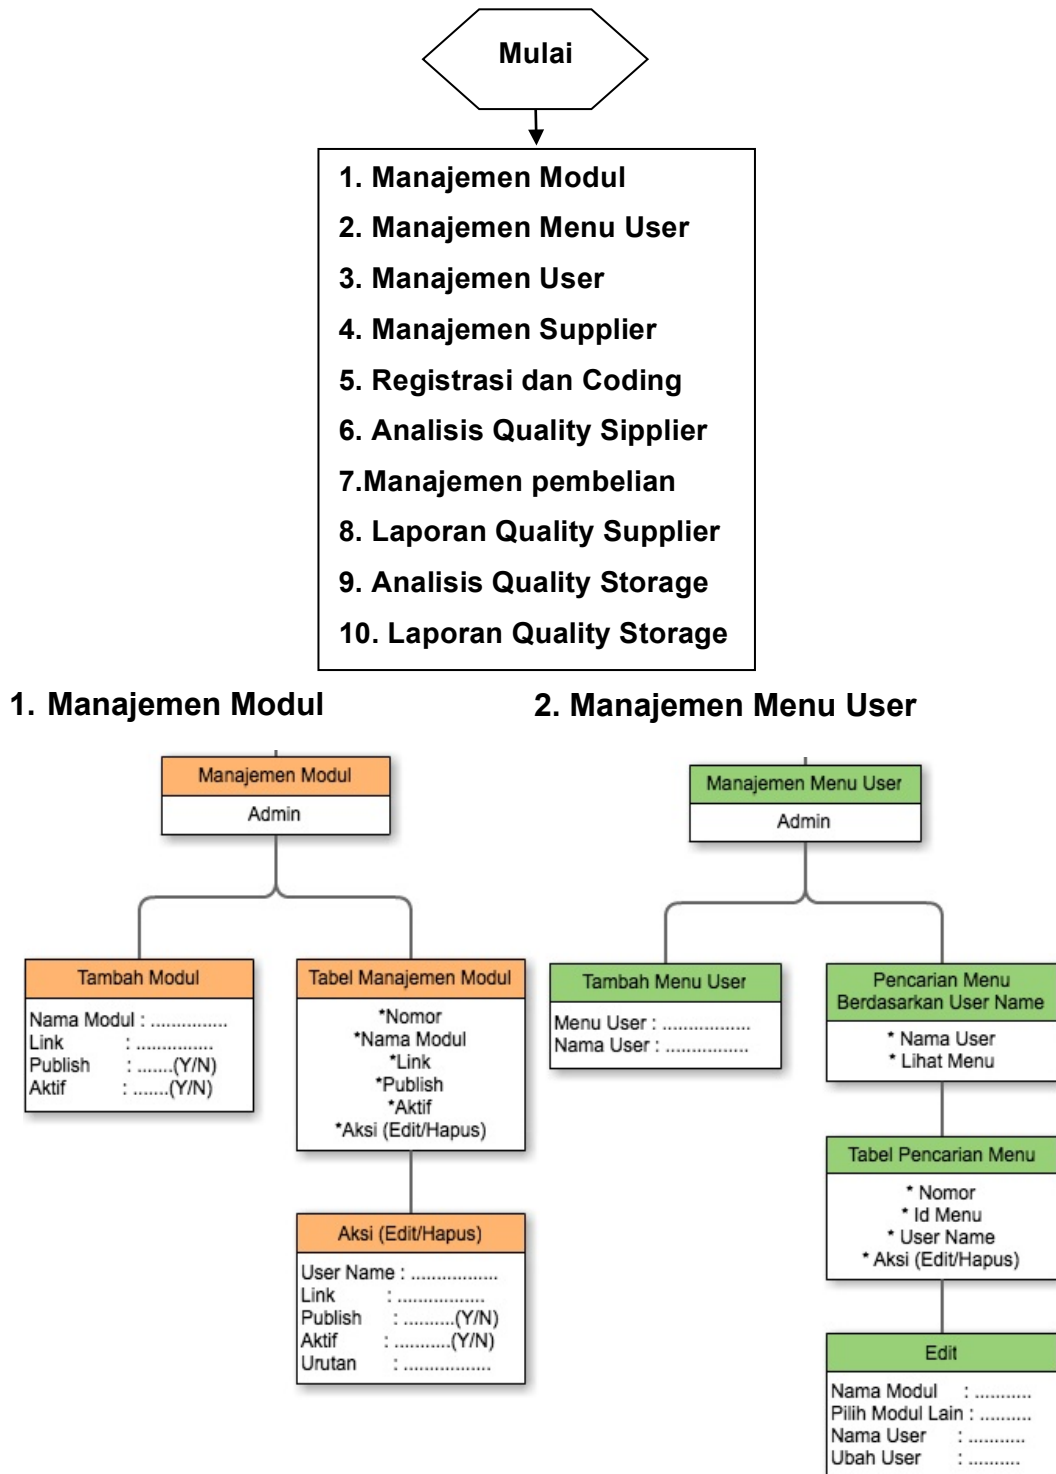 Mulai
1. Manajemen Modul
2. Manajemen Menu User
3. Manajemen User
4. Manajemen Supplier
5. Registrasi dan Coding
6. Analisis Quality Sipplier
7.Manajemen pembelian
8. Laporan Quality Supplier
9. Analisis Quality Storage
10. Laporan Quality Storage
1. Manajemen Modul
Manajemen Modul
Admin
Tambah Modul
Nama Modul : ...............
Link : ..............
Publish : .......(Y/N)
Aktif : .......(Y/N)
Tabel Manajemen Modul
*Nomor
*Nama Modul
*Link
*Publish
*Aktif
*Aksi (Edit/Hapus)
Aksi (Edit/Hapus)
User Name : .................
Link : .................
Publish : ..........(Y/N)
Aktif : ...........(Y/N)
Urutan : .................
2. Manajemen Menu User
Manajemen Menu User
Admin
Tambah Menu User
Menu User : .................
Nama User : ................
Pencarian Menu
Berdasarkan User Name
* Nama User
* Lihat Menu
Tabel Pencarian Menu
* Nomor
* Id Menu
* User Name
* Aksi (Edit/Hapus)
Edit
Nama Modul : ...........
Pilih Modul Lain : ..........
Nama User : ...........
Ubah User : ..........